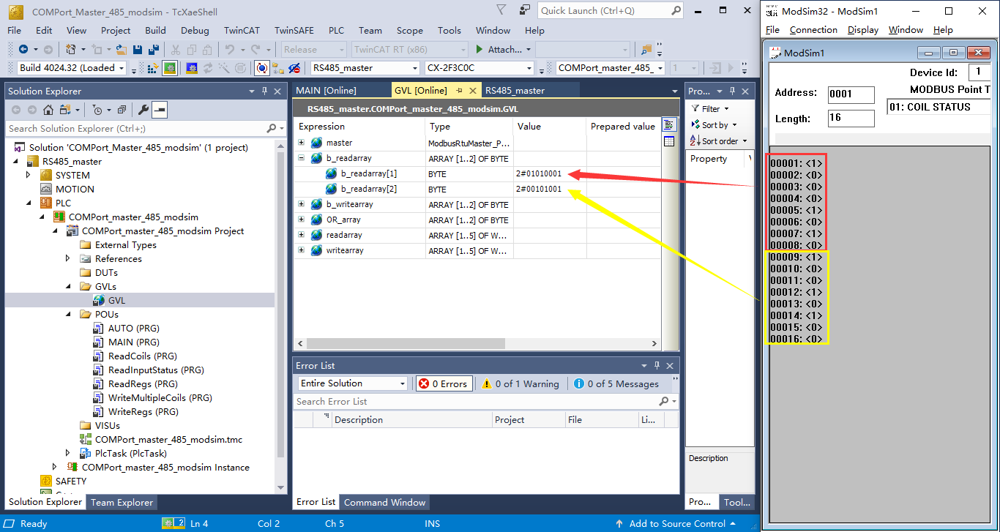 COMPort_Master_485_modsim - TcXaeShell
Quick Launch (Ctrl+Q)
File Edit View Project Build Debug TwinCAT TwinSAFE PLC Team Scope Tools Window Help
Release TwinCAT RT (x86) Attach...
Build 4024.32 (Loaded RS485_master CX-2F3C0C COMPort_master_485_ 1
Solution Explorer
Search Solution Explorer (Ctrl+;)
Solution 'COMPort_Master_485_modsim' (1 project)
RS485_master
SYSTEM
MOTION
PLC
COMPort_master_485_modsim
COMPort_master_485_modsim Project
External Types
References
DUTs
GVLs
GVL
POUs
AUTO (PRG)
MAIN (PRG)
ReadCoils (PRG)
ReadInputStatus (PRG)
ReadRegs (PRG)
WriteMultipleCoils (PRG)
WriteRegs (PRG)
VISUs
COMPort_master_485_modsim.tmc
PlcTask (PlcTask)
COMPort_master_485_modsim Instance
SAFETY
Solution Explorer Team Explorer
MAIN [Online] GVL [Online] RS485_master
RS485_master.COMPort_master_485_modsim.GVL
Expression Type Value Prepared value
master ModbusRtuMaster_P...
b_readarray ARRAY [1..2] OF BYTE
b_readarray[1] BYTE 2#01010001
b_readarray[2] BYTE 2#00101001
b_writearray ARRAY [1..2] OF BYTE
OR_array ARRAY [1..2] OF BYTE
readarray ARRAY [1..5] OF W...
writearray ARRAY [1..5] OF W...
Error List
Entire Solution 0 Errors 0 of 1 Warning 0 of 5 Messages
Search Error List
Description Project File Li...
Error List Command Window
Pro...
Filter
Sort by
Sort order
Property
Description
Pro... Tool...
Ready 2 Ln 4 Col 2 Ch 5 INS Add to Source Control
ModSim32 - ModSim1
File Connection Display Window Help
ModSim1
Device Id: 1
Address: 0001 MODBUS Point T
Length: 16 01: COIL STATUS
00001: <1>
00002: <0>
00003: <0>
00004: <0>
00005: <1>
00006: <0>
00007: <1>
00008: <0>
00009: <1>
00010: <0>
00011: <0>
00012: <1>
00013: <0>
00014: <1>
00015: <0>
00016: <0>